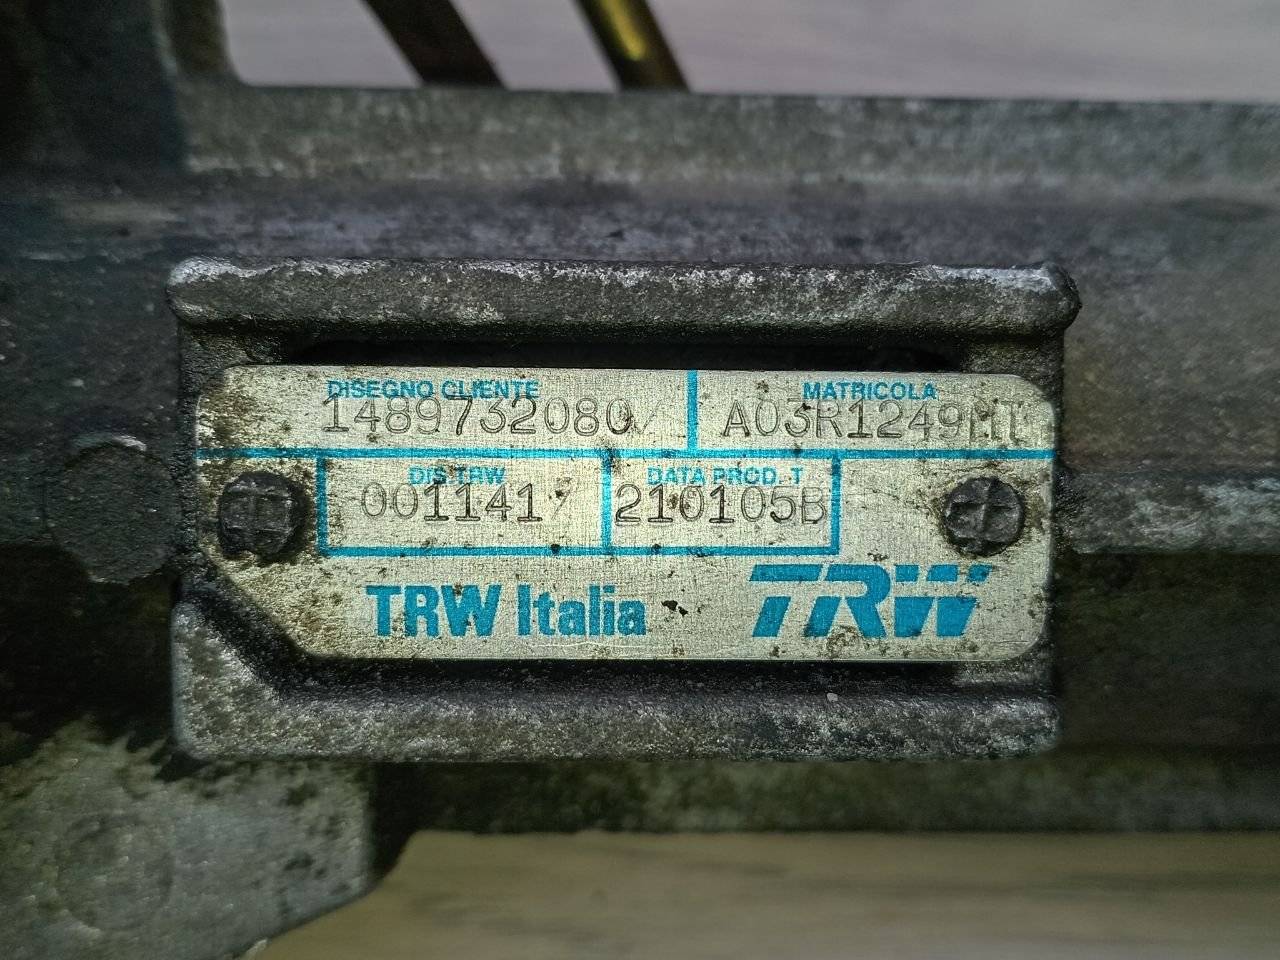 DISEGNO CLIENTE MATRICOLA
1489732080/ A03R1249MT
DIS.TRW DATA PROD. T
001141/ 210105B
TRW Italia TRW